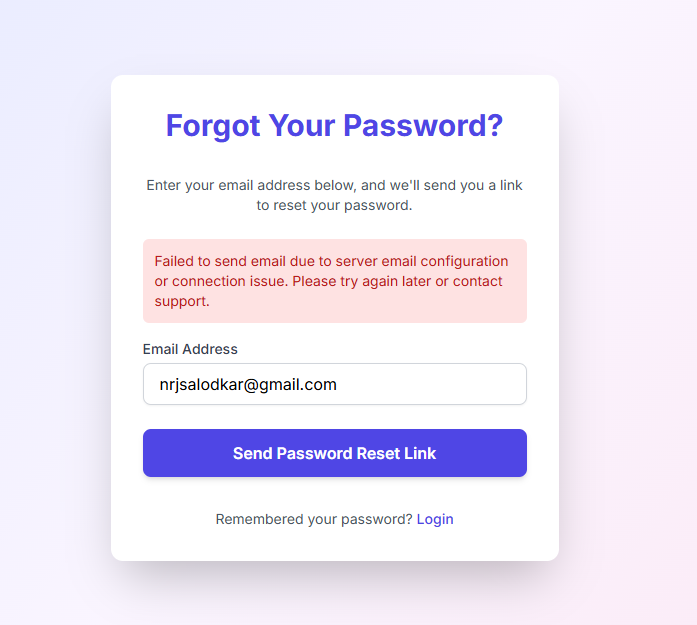 Forgot Your Password?
Enter your email address below, and we'll send you a link
to reset your password.
Failed to send email due to server email configuration
or connection issue. Please try again later or contact
support.
Email Address
nrjsalodkar@gmail.com
Send Password Reset Link
Remembered your password? Login